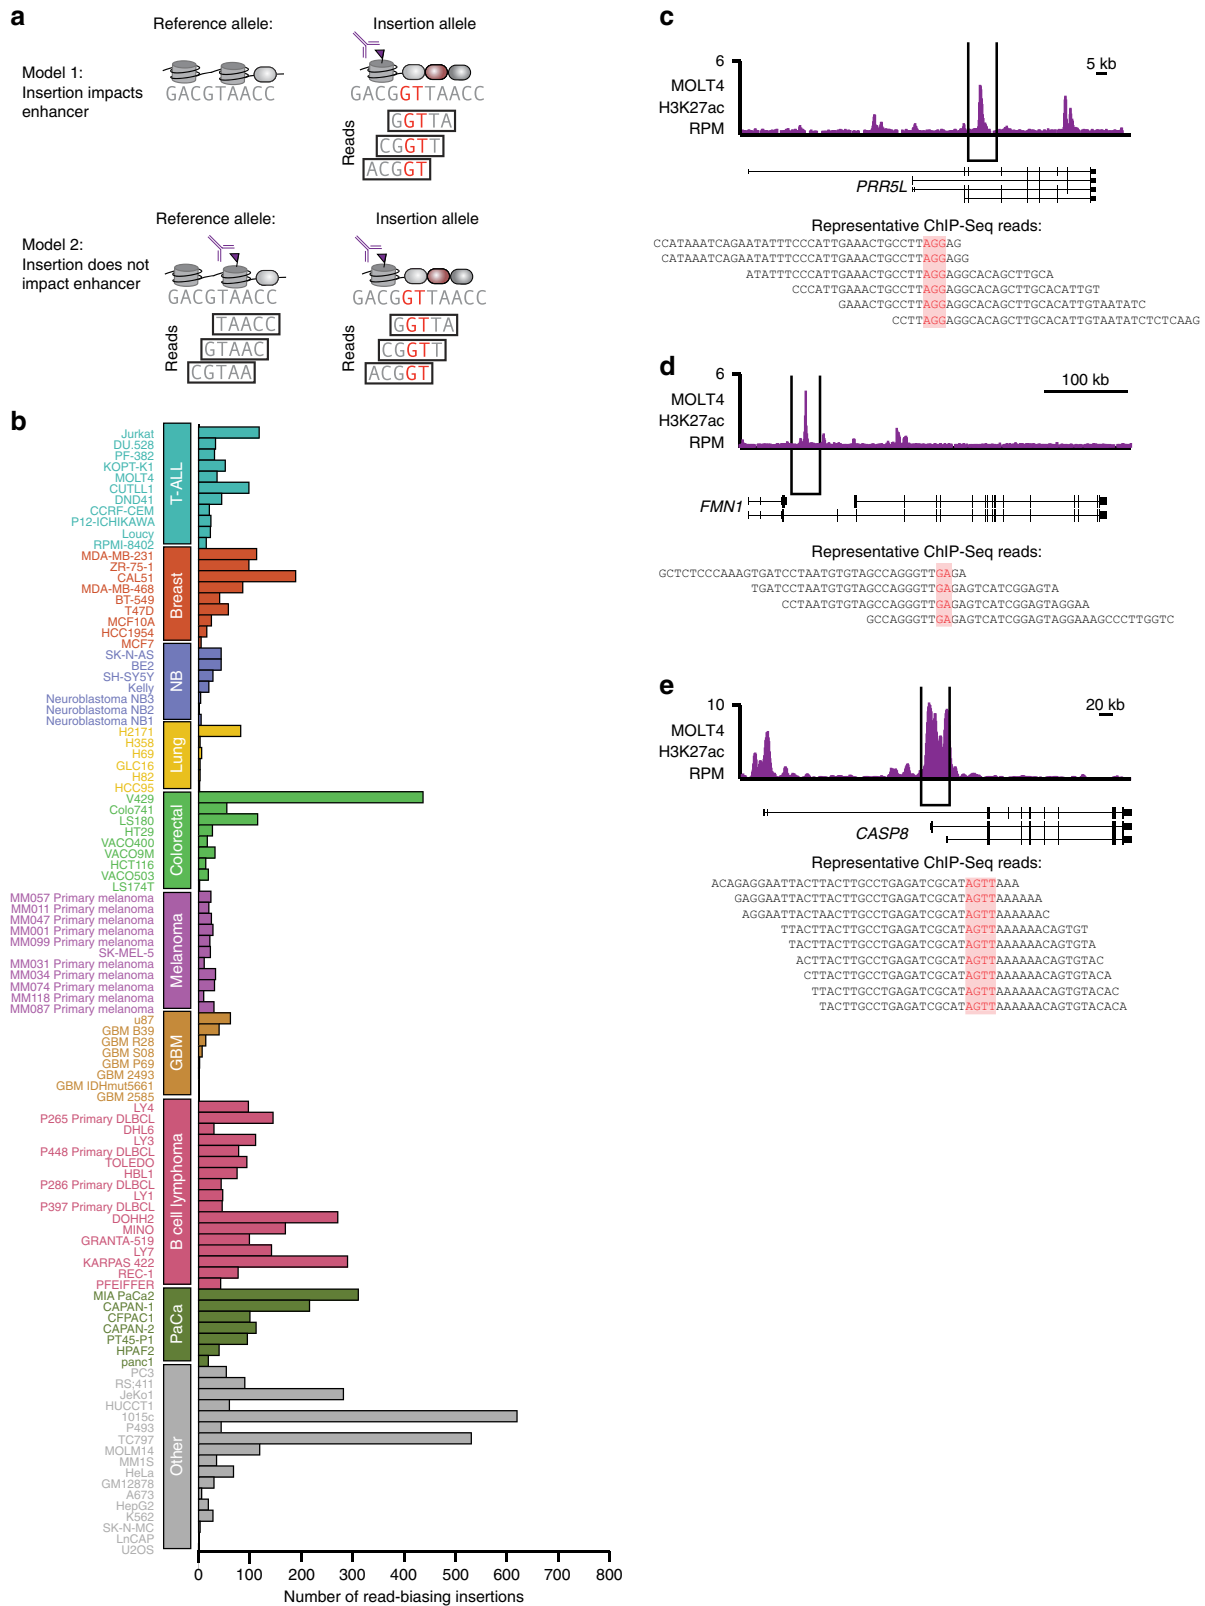 a
Reference allele:
Insertion allele
Model 1:
Insertion impacts
enhancer
GACGTAACC
GACGGTTAACC
Reads
GGTTA
CGGTT
ACGGT
Reference allele:
Insertion allele
Model 2:
Insertion does not
impact enhancer
GACGTAACC
GACGGTTAACC
Reads
TAACC
GTAAC
CGTAA
Reads
GGTTA
CGGTT
ACGGT
b
T-ALL
Jurkat
DU.528
PF-382
KOPT-K1
MOLT4
CUTLL1
DND41
CCRF-CEM
P12-ICHIKAWA
Loucy
RPMI-8402
Breast
MDA-MB-231
ZR-75-1
CAL51
MDA-MB-468
BT-549
T47D
MCF10A
HCC1954
MCF7
NB
SK-N-AS
BE2
SH-SY5Y
Kelly
Neuroblastoma NB3
Neuroblastoma NB2
Neuroblastoma NB1
Lung
H2171
H358
H69
GLC16
H82
HCC95
Colorectal
V429
Colo741
LS180
HT29
VACO400
VACO9M
HCT116
VACO503
LS174T
Melanoma
MM057 Primary melanoma
MM011 Primary melanoma
MM047 Primary melanoma
MM001 Primary melanoma
MM099 Primary melanoma
SK-MEL-5
MM031 Primary melanoma
MM034 Primary melanoma
MM074 Primary melanoma
MM118 Primary melanoma
MM087 Primary melanoma
GBM
u87
GBM B39
GBM R28
GBM S08
GBM P69
GBM 2493
GBM IDHmut5661
GBM 2585
B cell lymphoma
LY4
P265 Primary DLBCL
DHL6
LY3
P448 Primary DLBCL
TOLEDO
HBL1
P286 Primary DLBCL
LY1
P397 Primary DLBCL
DOHH2
MINO
GRANTA-519
LY7
KARPAS 422
REC-1
PFEIFFER
PaCa
MIA PaCa2
CAPAN-1
CFPAC1
CAPAN-2
PT45-P1
HPAF2
panc1
Other
PC3
RS;411
JeKo1
HUCCT1
1015c
P493
TC797
MOLM14
MM1S
HeLa
GM12878
A673
HepG2
K562
SK-N-MC
LnCAP
U2OS
0 100 200 300 400 500 600 700 800
Number of read-biasing insertions
c
6
MOLT4
H3K27ac
RPM
5 kb
PRR5L
Representative ChIP-Seq reads:
CCATAAATCAGAATATTTCCCATTGAAACTGCCTTAGGAG
CATAAATCAGAATATTTCCCATTGAAACTGCCTTAGGAGG
ATATTTCCCATTGAAACTGCCTTAGGAGGCACAGCTTGCA
CCCATTGAAACTGCCTTAGGAGGCACAGCTTGCACATTGT
GAAACTGCCTTAGGAGGCACAGCTTGCACATTGTAATATC
CCTTAGGAGGCACAGCTTGCACATTGTAATATCTCTCAAG
d
6
MOLT4
H3K27ac
RPM
100 kb
FMN1
Representative ChIP-Seq reads:
GCTCTCCCAAAGTGATCCTAATGTGTAGCCAGGGTTGAGA
TGATCCTAATGTGTAGCCAGGGTTGAGAGTCATCGGAGTA
CCTAATGTGTAGCCAGGGTTGAGAGTCATCGGAGTAGGAA
GCCAGGGTTGAGAGTCATCGGAGTAGGAAAGCCCTTGGTC
e
10
MOLT4
H3K27ac
RPM
20 kb
CASP8
Representative ChIP-Seq reads:
ACAGAGGAATTACTTACTTGCCTGAGATCGCATAGTTAAA
GAGGAATTACTTACTTGCCTGAGATCGCATAGTTAAAAAA
AGGAATTACTAACTTGCCTGAGATCGCATAGTTAAAAAAC
TTACTTACTTGCCTGAGATCGCATAGTTAAAAAACAGTGT
TACTTACTTGCCTGAGATCGCATAGTTAAAAAACAGTGTA
ACTTACTTGCCTGAGATCGCATAGTTAAAAAACAGTGTAC
CTTACTTGCCTGAGATCGCATAGTTAAAAAACAGTGTACA
TTACTTGCCTGAGATCGCATAGTTAAAAAACAGTGTACAC
TACTTGCCTGAGATCGCATAGTTAAAAAACAGTGTACACA